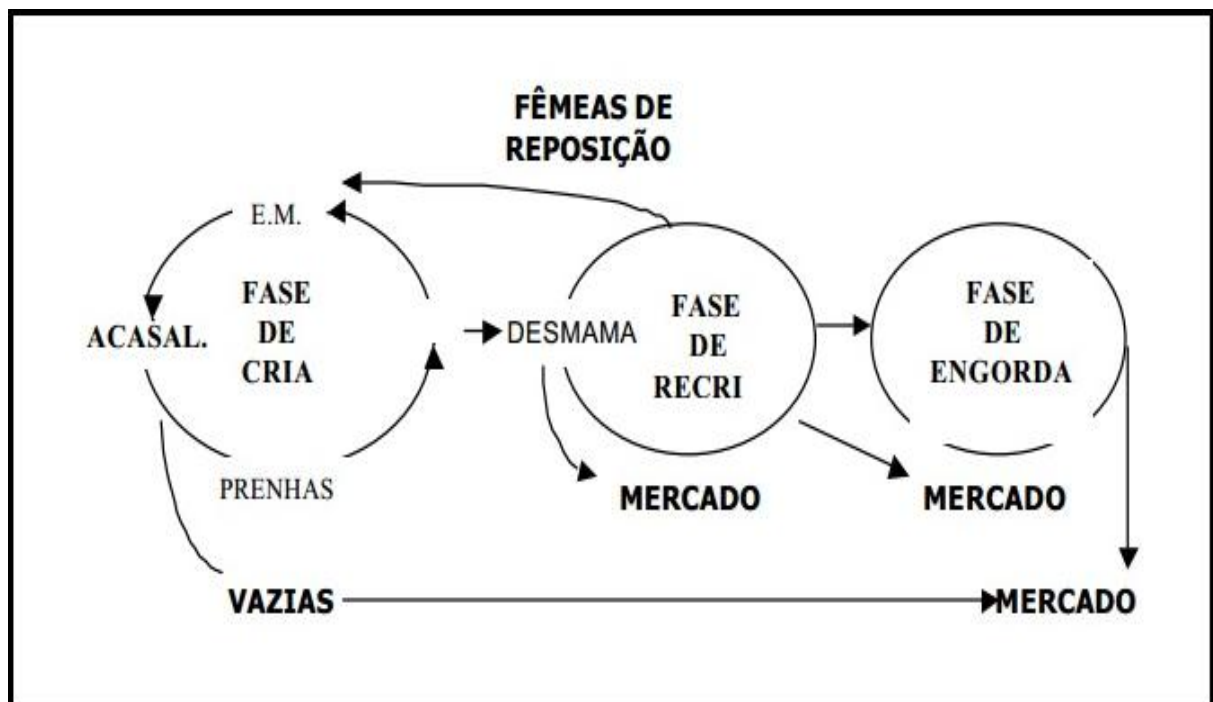 FÊMEAS DE
REPOSIÇÃO
E.M.
FASE
DE
CRIA
ACASAL.
PRENHAS
VAZIAS
DESMAMA
FASE
DE
RECRI
MERCADO
FASE
DE
ENGORDA
MERCADO
MERCADO